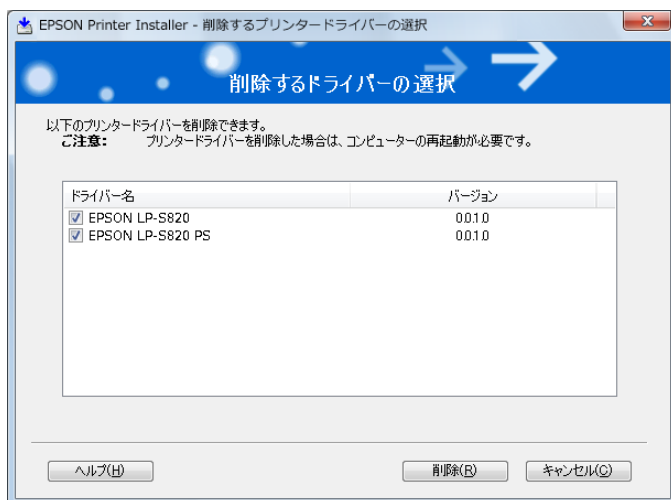 EPSON Printer Installer - 削除するプリンタードライバーの選択
削除するドライバーの選択
以下のプリンタードライバーを削除できます。
ご注意: プリンタードライバーを削除した場合は、コンピューターの再起動が必要です。
ドライバー名 バージョン
EPSON LP-S820 0.0.1.0
EPSON LP-S820 PS 0.0.1.0
ヘルプ(H) 削除(R) キャンセル(C)